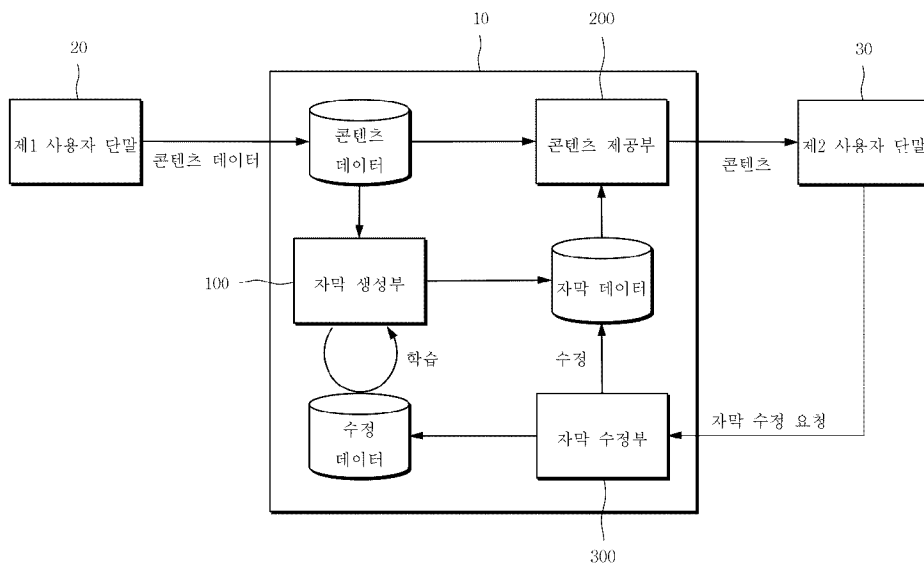 10
20
200
30
제1 사용자 단말
콘텐츠 데이터
콘텐츠
데이터
콘텐츠 제공부
콘텐츠
제2 사용자 단말
100
자막 생성부
자막 데이터
학습
수정
수정
데이터
자막 수정부
자막 수정 요청
300